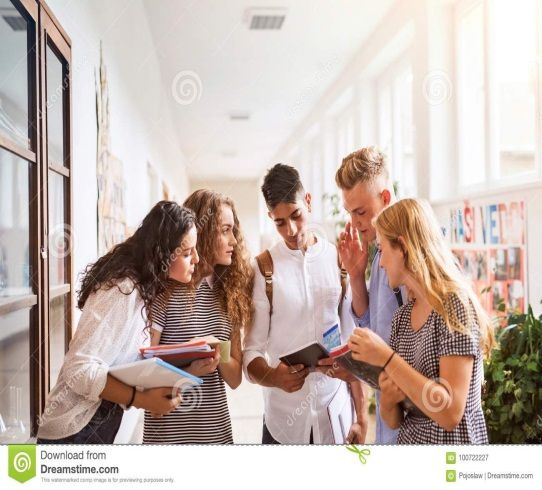 Download from
Dreamstime.com
This watermarked comp image is for previewing purposes only.
100722227
Pojoslaw | Dreamstime.com